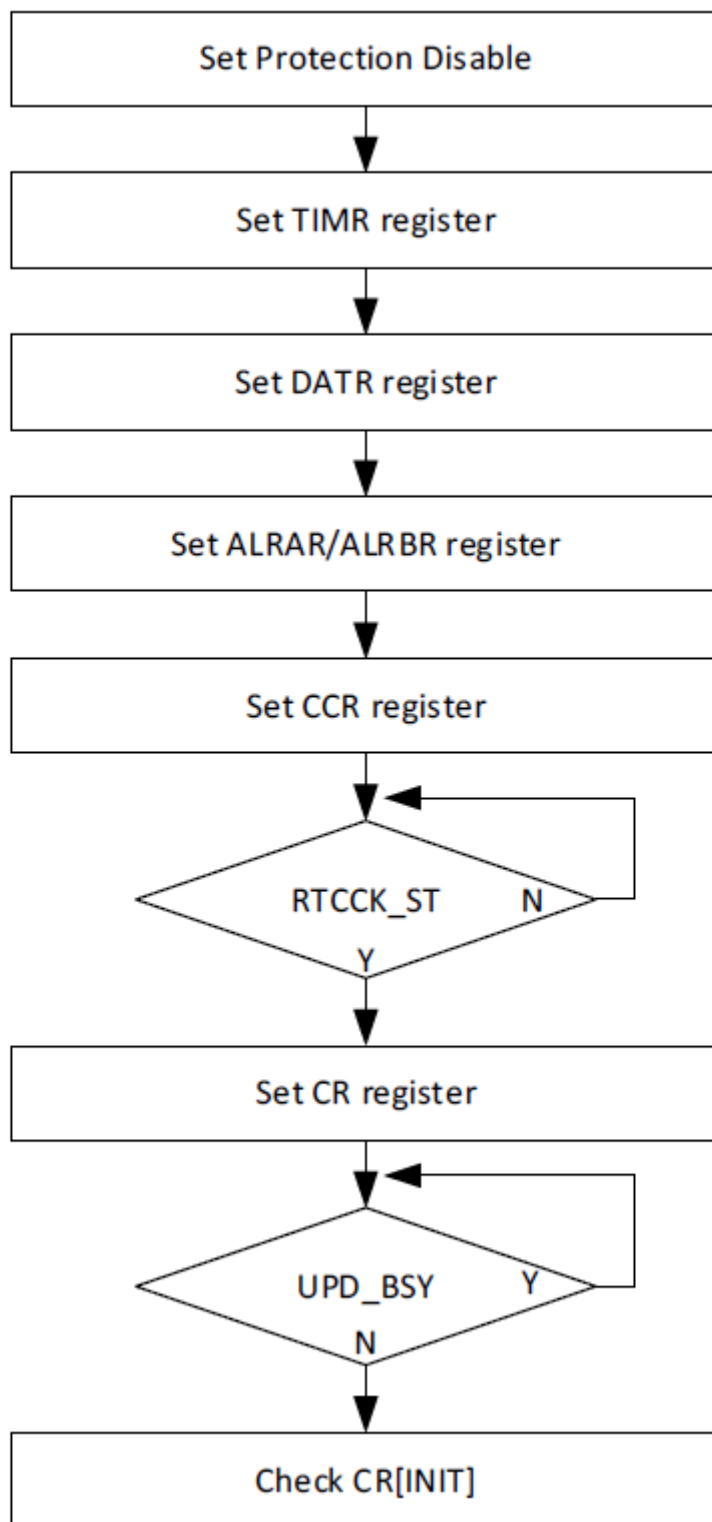 Set Protection Disable
Set TIMR register
Set DATR register
Set ALRAR/ALRBR register
Set CCR register
RTCCK_ST N
Y
Set CR register
UPD_BSY Y
N
Check CR[INIT]